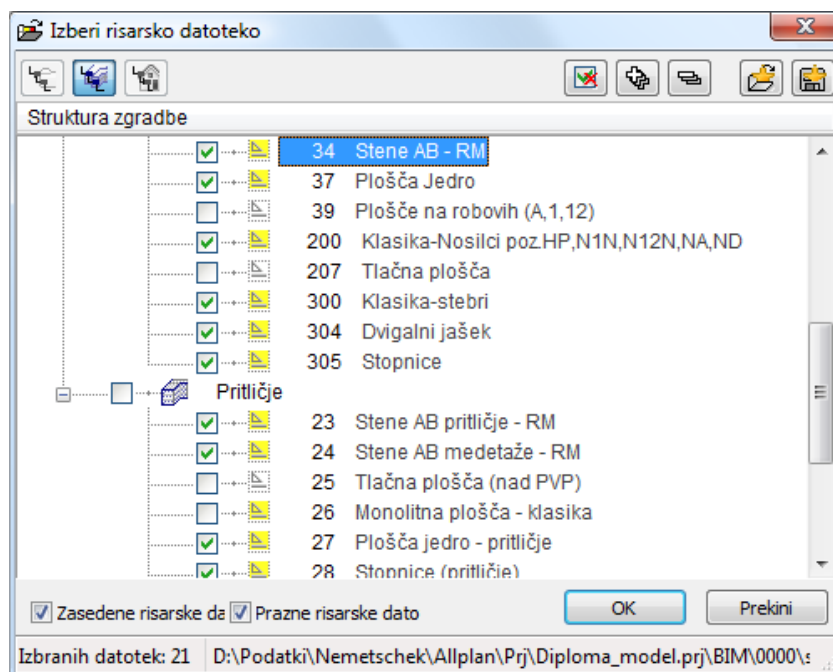 Izberi risarsko datoteko
Struktura zgradbe
34 Stene AB - RM
37 Plošča Jedro
39 Plošče na robovih (A,1,12)
200 Klasika-Nosilci poz.HP,N1N,N12N,NA,ND
207 Tlačna plošča
300 Klasika-stebri
304 Dvigalni jašek
305 Stopnice
Pritličje
23 Stene AB pritličje - RM
24 Stene AB medetaže - RM
25 Tlačna plošča (nad PVP)
26 Monolitna plošča - klasika
27 Plošča jedro - pritličje
28 Stopnice (pritličje)
Zasedene risarske da Prazne risarske dato OK Prekini
Izbranih datotek: 21 D:\Podatki\Nemetschek\Allplan\Prj\Diploma_model.prj\BIM\0000\s